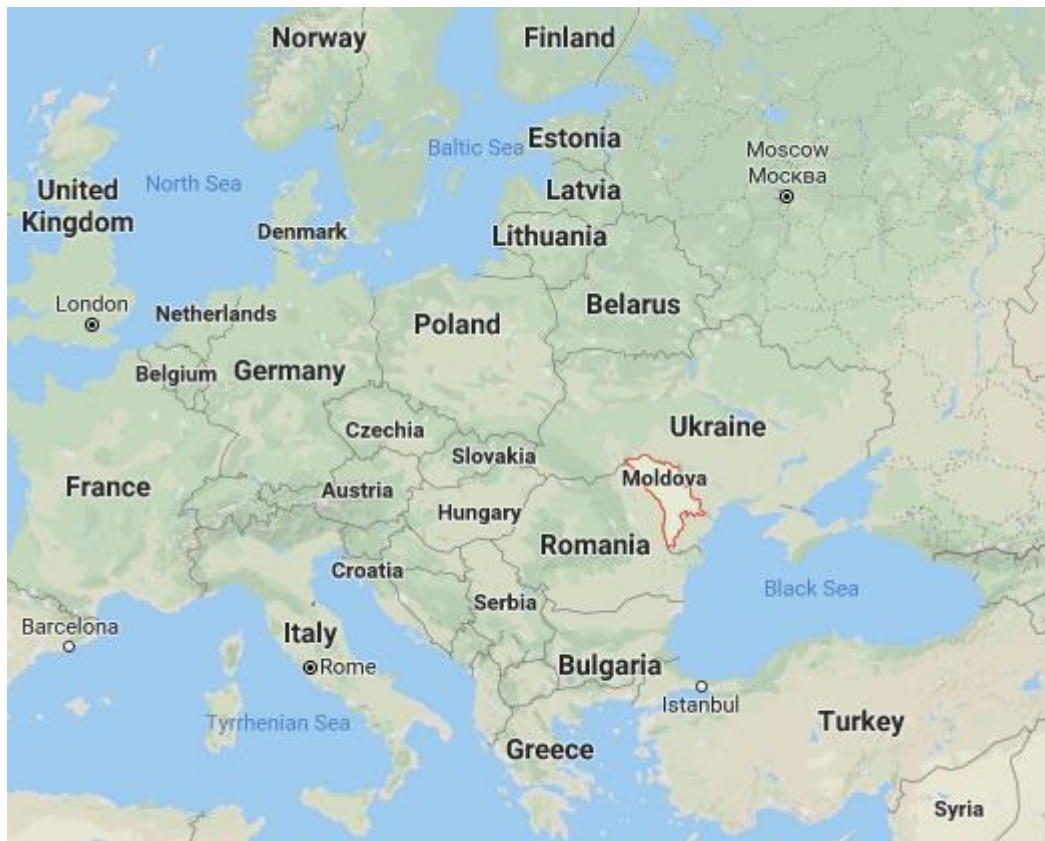 Norway
Finland
Baltic Sea
Estonia
Moscow
Москва
North Sea
United
Kingdom
Latvia
Denmark
Lithuania
London
Netherlands
Belarus
Poland
Belgium
Germany
Czechia
Ukraine
Slovakia
Moldova
France
Austria
Hungary
Romania
Croatia
Black Sea
Serbia
Barcelona
Italy
Rome
Bulgaria
Istanbul
Tyrrhenian Sea
Turkey
Greece
Syria